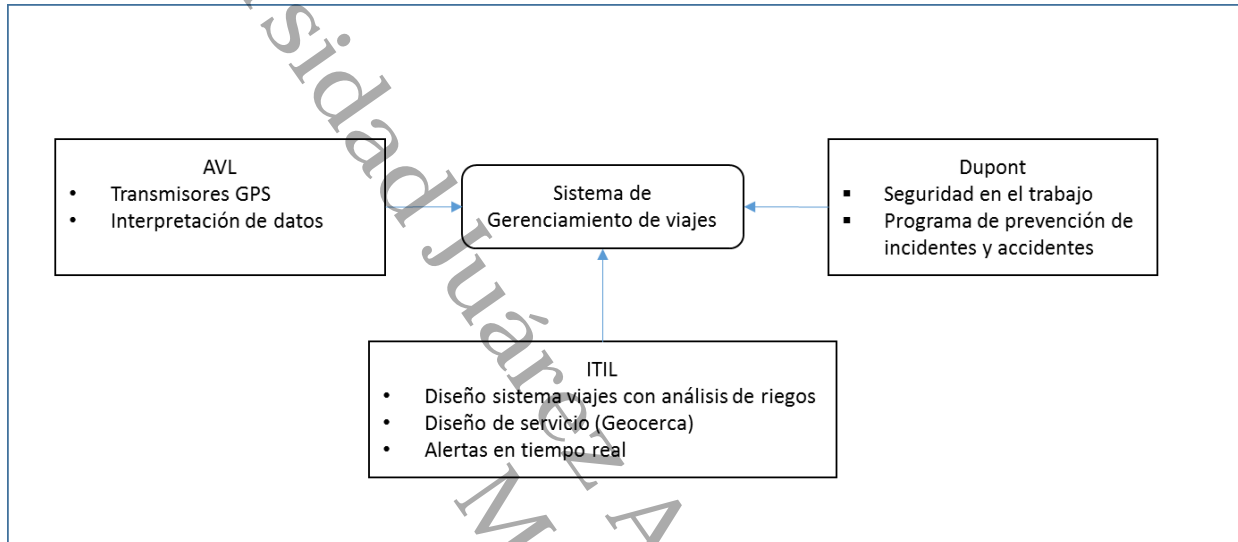 AVL
• Transmisores GPS
• Interpretación de datos
Sistema de
Gerenciamiento de viajes
Dupont
▪ Seguridad en el trabajo
▪ Programa de prevención de
incidentes y accidentes
ITIL
• Diseño sistema viajes con análisis de riegos
• Diseño de servicio (Geocerca)
• Alertas en tiempo real
rsidad Juárez A
M